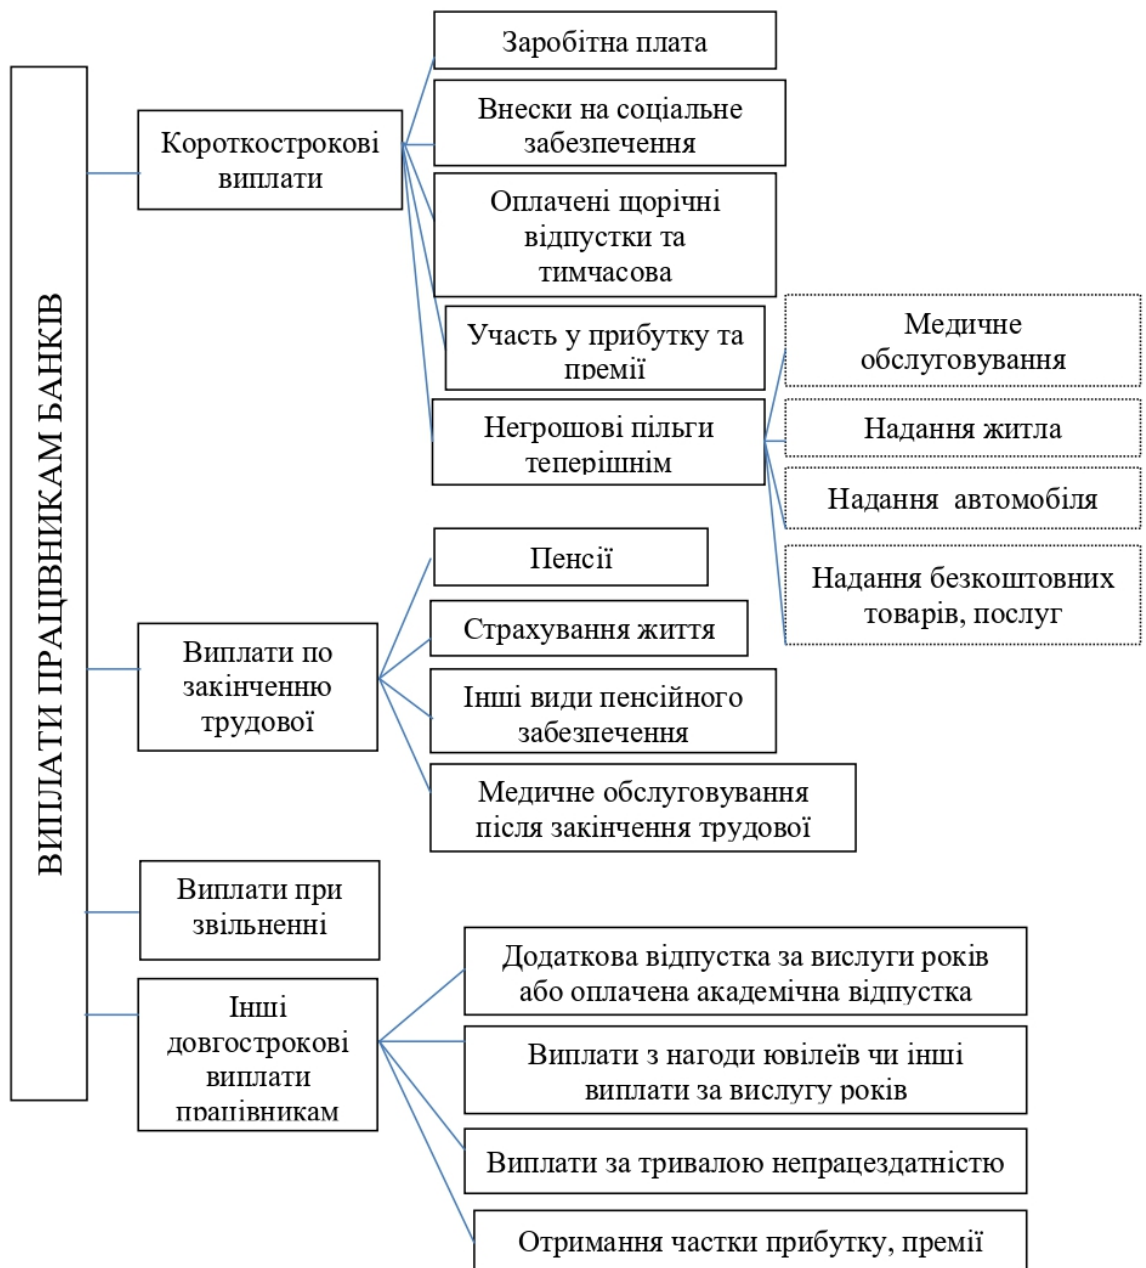 ВИПЛАТИ ПРАЦІВНИКАМ БАНКІВ
Короткострокові
виплати
Заробітна плата
Внески на соціальне
забезпечення
Оплачені щорічні
відпустки та
тимчасова
Участь у прибутку та
премії
Негрошові пільги
теперішнім
Медичне
обслуговування
Надання житла
Надання автомобіля
Надання безкоштовних
товарів, послуг
Виплати по
закінченню
трудової
Пенсії
Страхування життя
Інші види пенсійного
забезпечення
Медичне обслуговування
після закінчення трудової
Виплати при
звільненні
Інші
довгострокові
виплати
працівникам
Додаткова відпустка за вислуги років
або оплачена академічна відпустка
Виплати з нагоди ювілеїв чи інші
виплати за вислугу років
Виплати за тривалою непрацездатністю
Отримання частки прибутку, премії